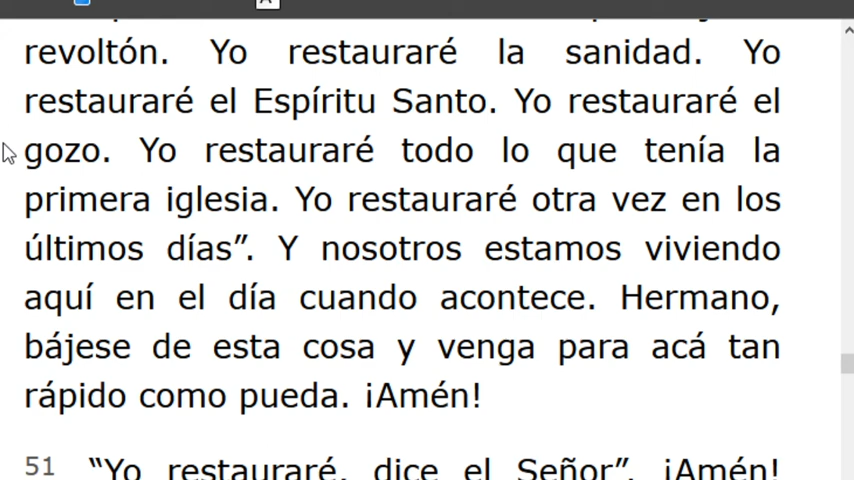 revoltón. Yo restauraré la sanidad. Yo
restauraré el Espíritu Santo. Yo restauraré el
gozo. Yo restauraré todo lo que tenía la
primera iglesia. Yo restauraré otra vez en los
últimos días”. Y nosotros estamos viviendo
aquí en el día cuando acontece. Hermano,
bájese de esta cosa y venga para acá tan
rápido como pueda. ¡Amén!
51 “Yo restauraré, dice el Señor”. ¡Amén!